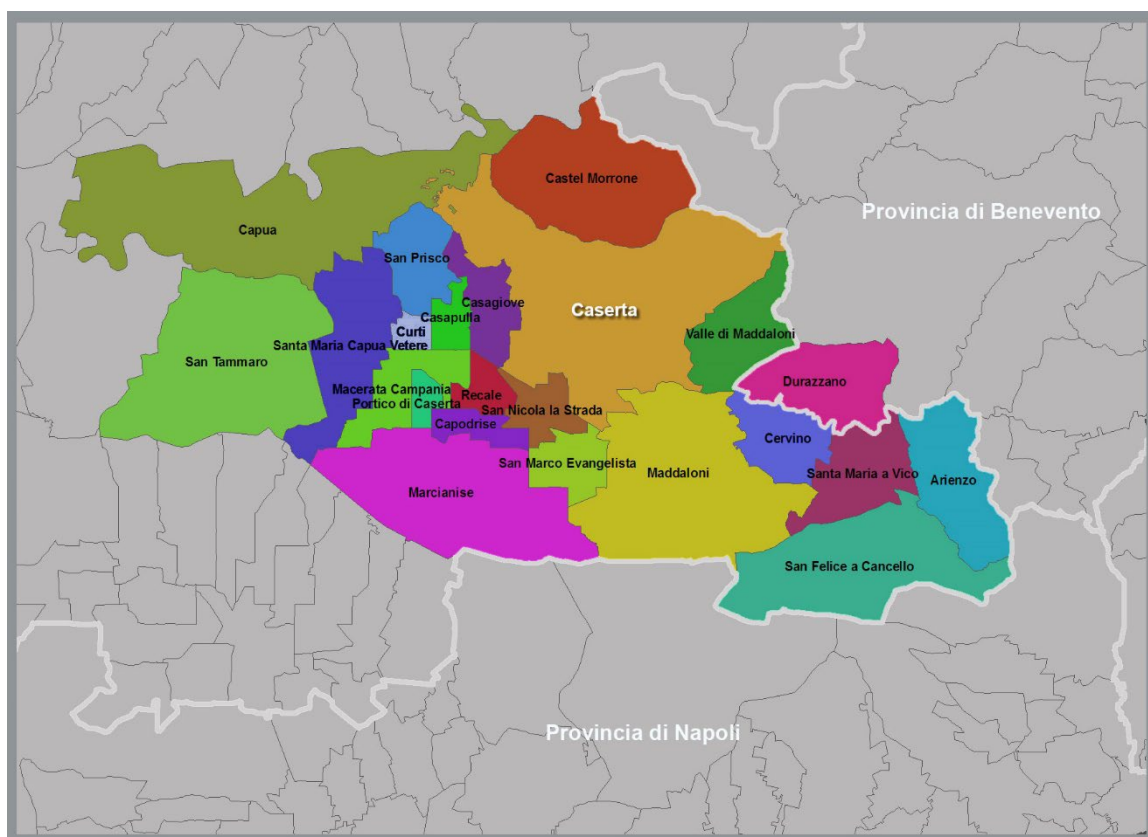 Castel Morrone
Provincia di Benevento
Capua
San Prisco
Casagiove
Caserta
Casapulla
Curti
Valle di Maddaloni
Santa Maria Capua Vetere
San Tammaro
Durazzano
Macerata Campania
Recale
Portico di Caserta
San Nicola la Strada
Capodrise
Cervino
San Marco Evangelista
Maddaloni
Santa Maria a Vico
Arienzo
Marcianise
San Felice a Cancello
Provincia di Napoli